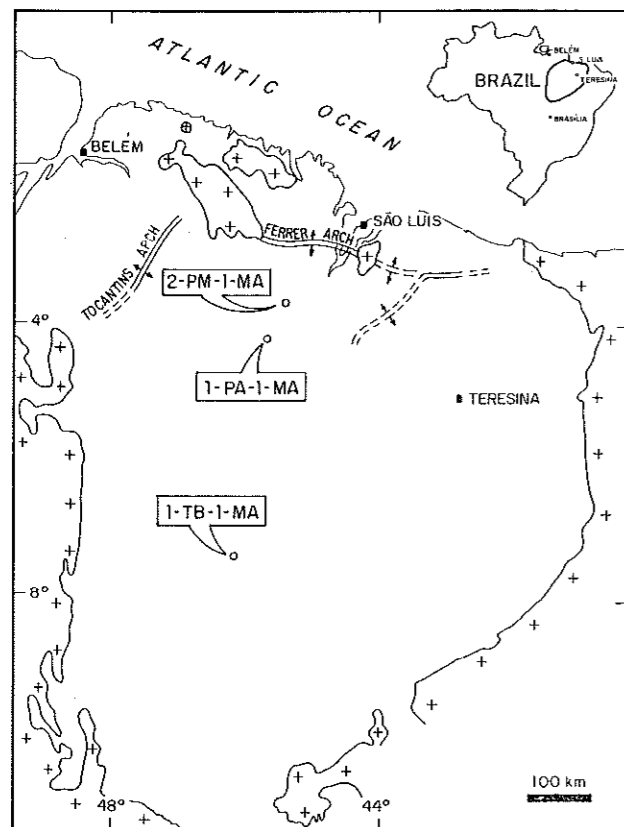 ATLANTIC OCEAN
BELÉM
S. LUIS
TERESINA
BRAZIL
BRASÍLIA
BELÉM
SÃO LUÍS
FERRER ARCH
TOCANTINS ARCH
2-PM-1-MA
4°
1-PA-1-MA
TERESINA
1-TB-1-MA
8°
100 km
48°
44°